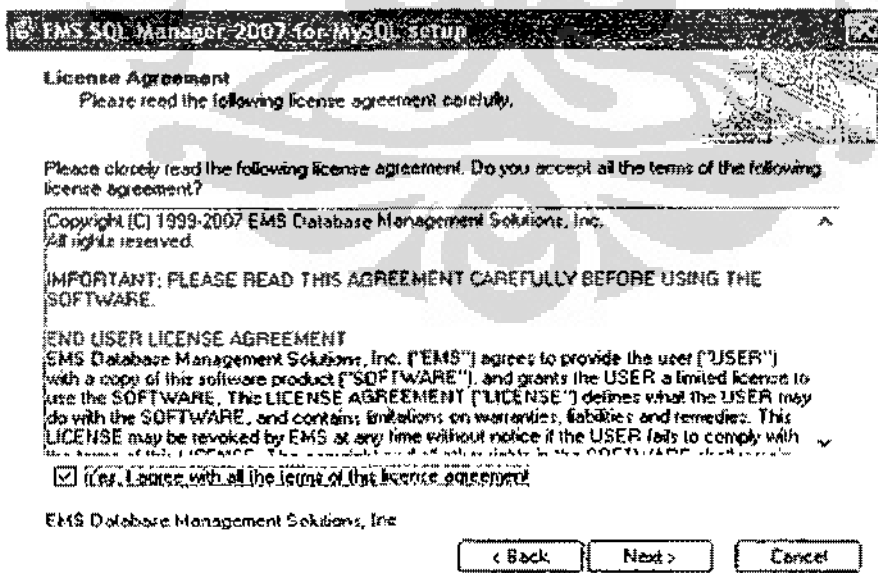 EMS SQL Manager 2007 for MySQL setup
License Agreement
Please read the following license agreement carefully.
Please closely read the following license agreement. Do you accept all the terms of the following
license agreement?
Copyright (C) 1999-2007 EMS Database Management Solutions, Inc.
All rights reserved.
IMPORTANT: PLEASE READ THIS AGREEMENT CAREFULLY BEFORE USING THE
SOFTWARE.
END USER LICENSE AGREEMENT
EMS Database Management Solutions, Inc. ("EMS") agrees to provide the user ("USER")
with a copy of this software product ("SOFTWARE"), and grants the USER a limited license to
use the SOFTWARE. This LICENSE AGREEMENT ("LICENSE") defines what the USER may
do with the SOFTWARE, and contains limitations on warranties, liabilities and remedies. This
LICENSE may be revoked by EMS at any time without notice if the USER fails to comply with
Yes, I agree with all the terms of this license agreement
EMS Database Management Solutions, Inc
< Back
Next >
Cancel